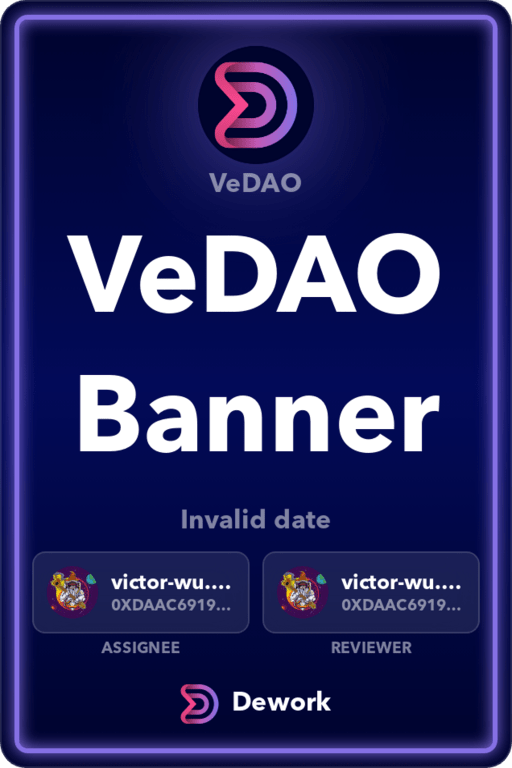 VeDAO
VeDAO
Banner
Invalid date
victor-wu....
0XDAAC6919...
ASSIGNEE
victor-wu....
0XDAAC6919...
REVIEWER
Dework